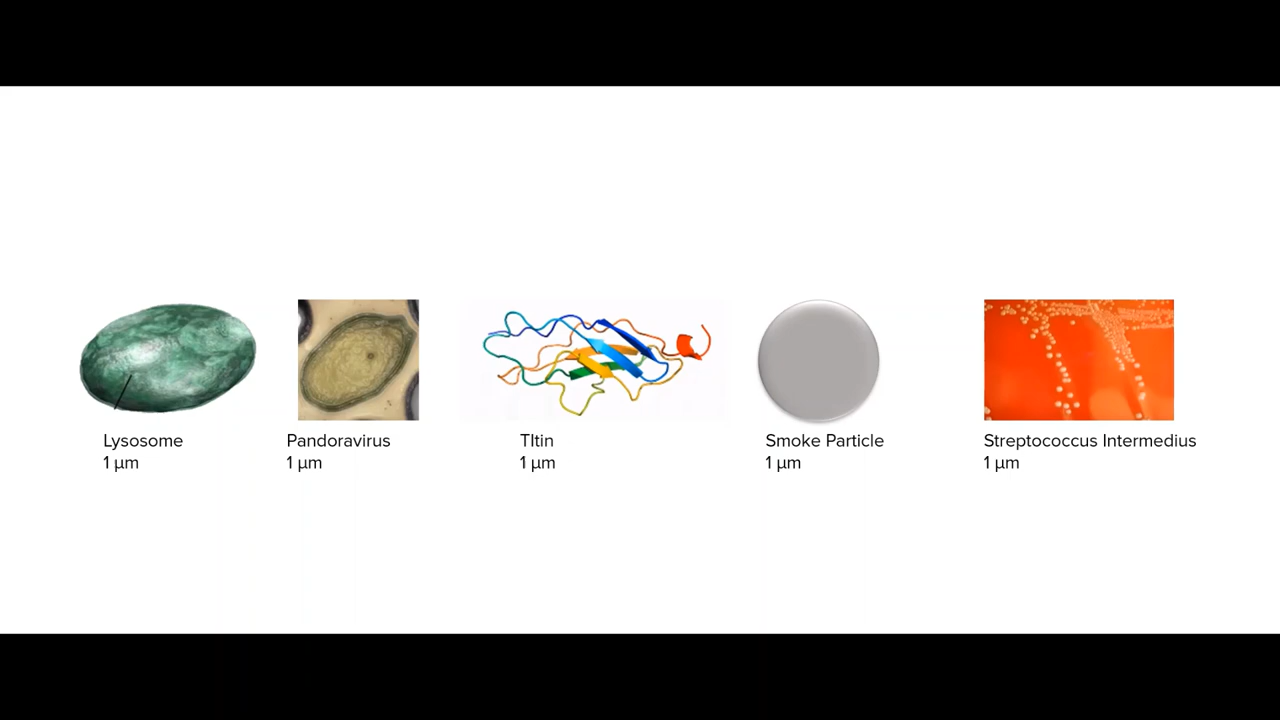 Lysosome
1 μm
Pandoravirus
1 μm
TItin
1 μm
Smoke Particle
1 μm
Streptococcus Intermedius
1 μm